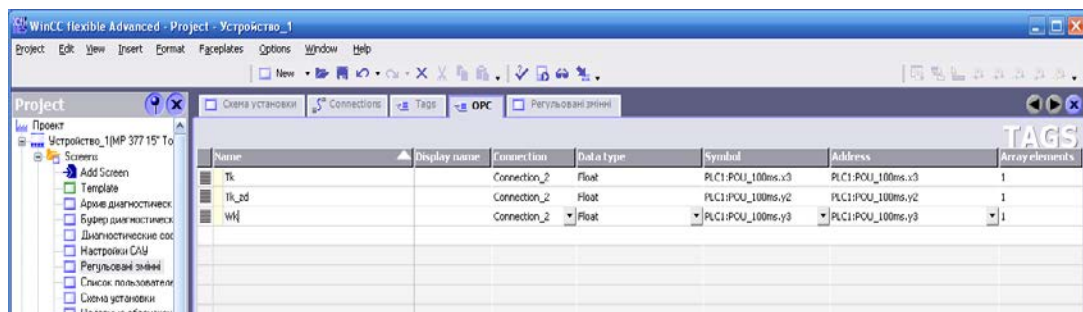 WinCC flexible Advanced - Project - Устройство_1
Project Edit View Insert Format Faceplates Options Window Help
New
Project
Схема установки Connections Tags OPC Регульовані змінні
Проект
Устройство_1(MP 377 15" To
TAGS
Screens
Name Display name Connection Data type Symbol Address Array elements
Add Screen
Tk Connection_2 Float PLC1:POU_100ms.x3 PLC1:POU_100ms.x3 1
Template
Tk_zd Connection_2 Float PLC1:POU_100ms.y2 PLC1:POU_100ms.y2 1
Архив диагностическ
Wk Connection_2 Float PLC1:POU_100ms.y3 PLC1:POU_100ms.y3 1
Буфер диагностическ
Диагностические соо
Настройки САУ
Регульовані змінні
Список пользователе
Схема установки